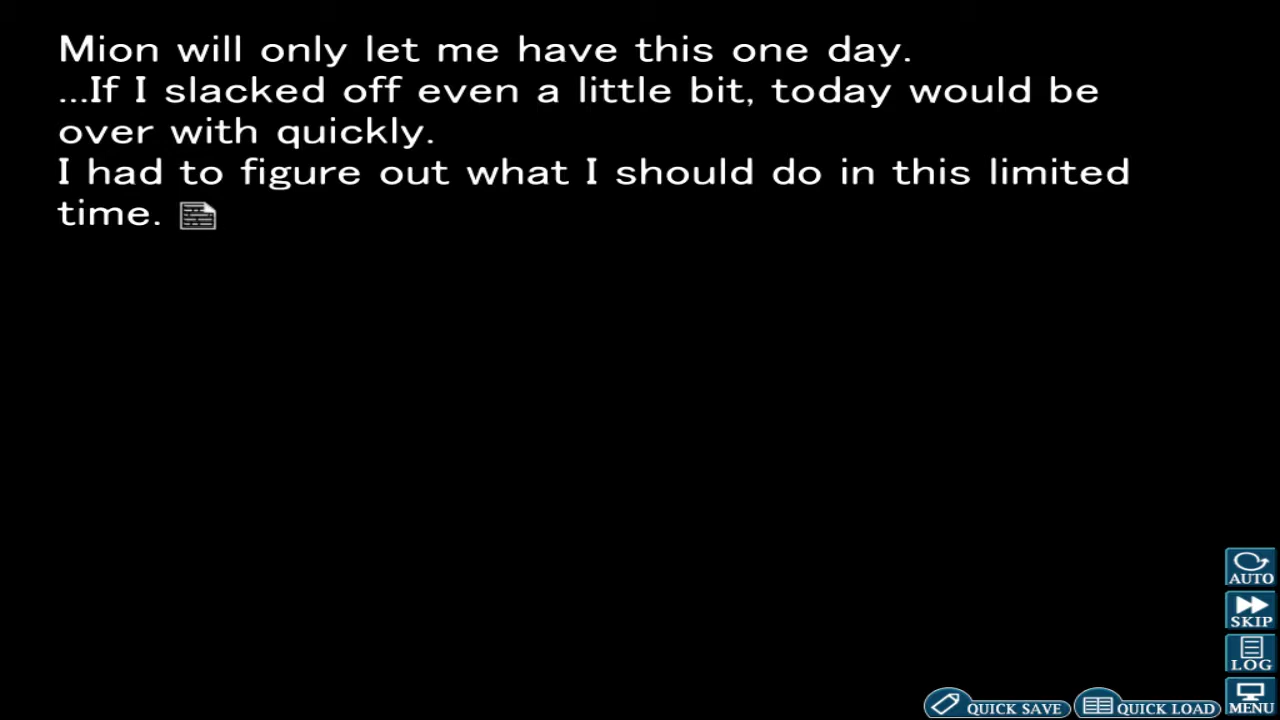 Mion will only let me have this one day.
...If I slacked off even a little bit, today would be
over with quickly.
I had to figure out what I should do in this limited
time.
AUTO
SKIP
LOG
QUICK SAVE
QUICK LOAD
MENU